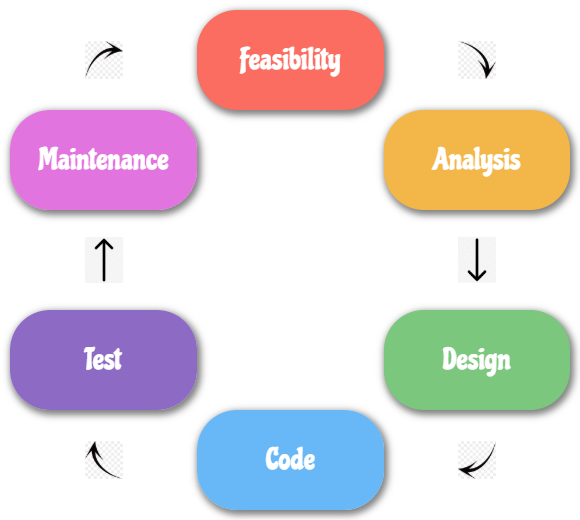 Feasibility
Maintenance
Analysis
Test
Design
Code